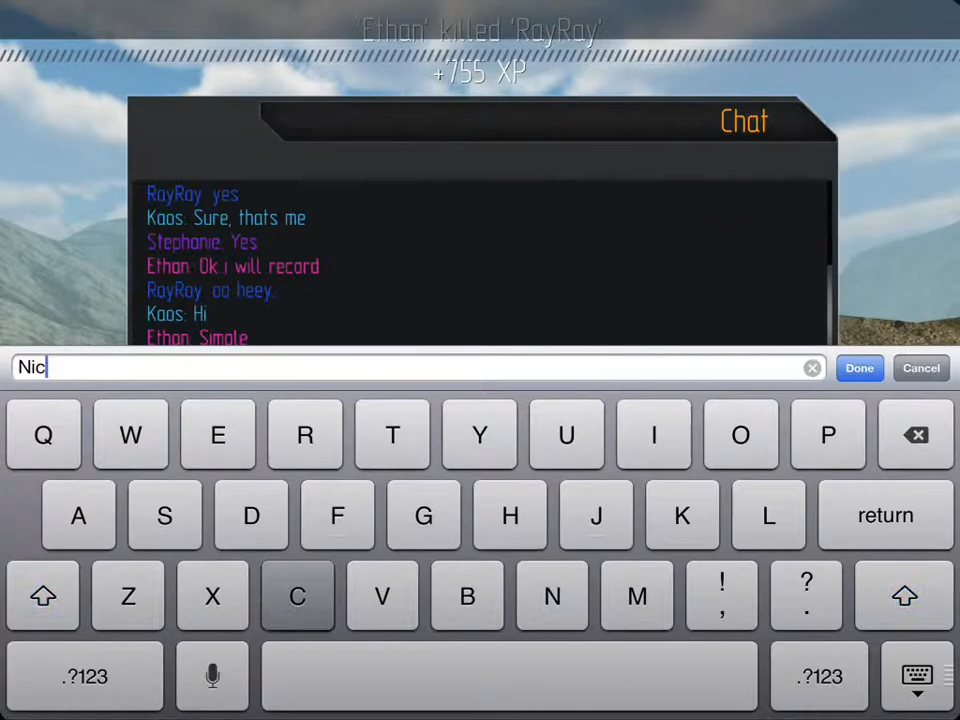 'Ethan' killed 'RayRay'
+755 XP
Chat
RayRay: yes
Kaos: Sure, thats me
Stephanie: Yes
Ethan: Ok i will record
RayRay: oo heey..
Kaos: Hi
Ethan: Simple
Nic
Done
Cancel
Q W E R T Y U I O P
A S D F G H J K L return
Z X C V B N M ! , ? .
.?123 .?123